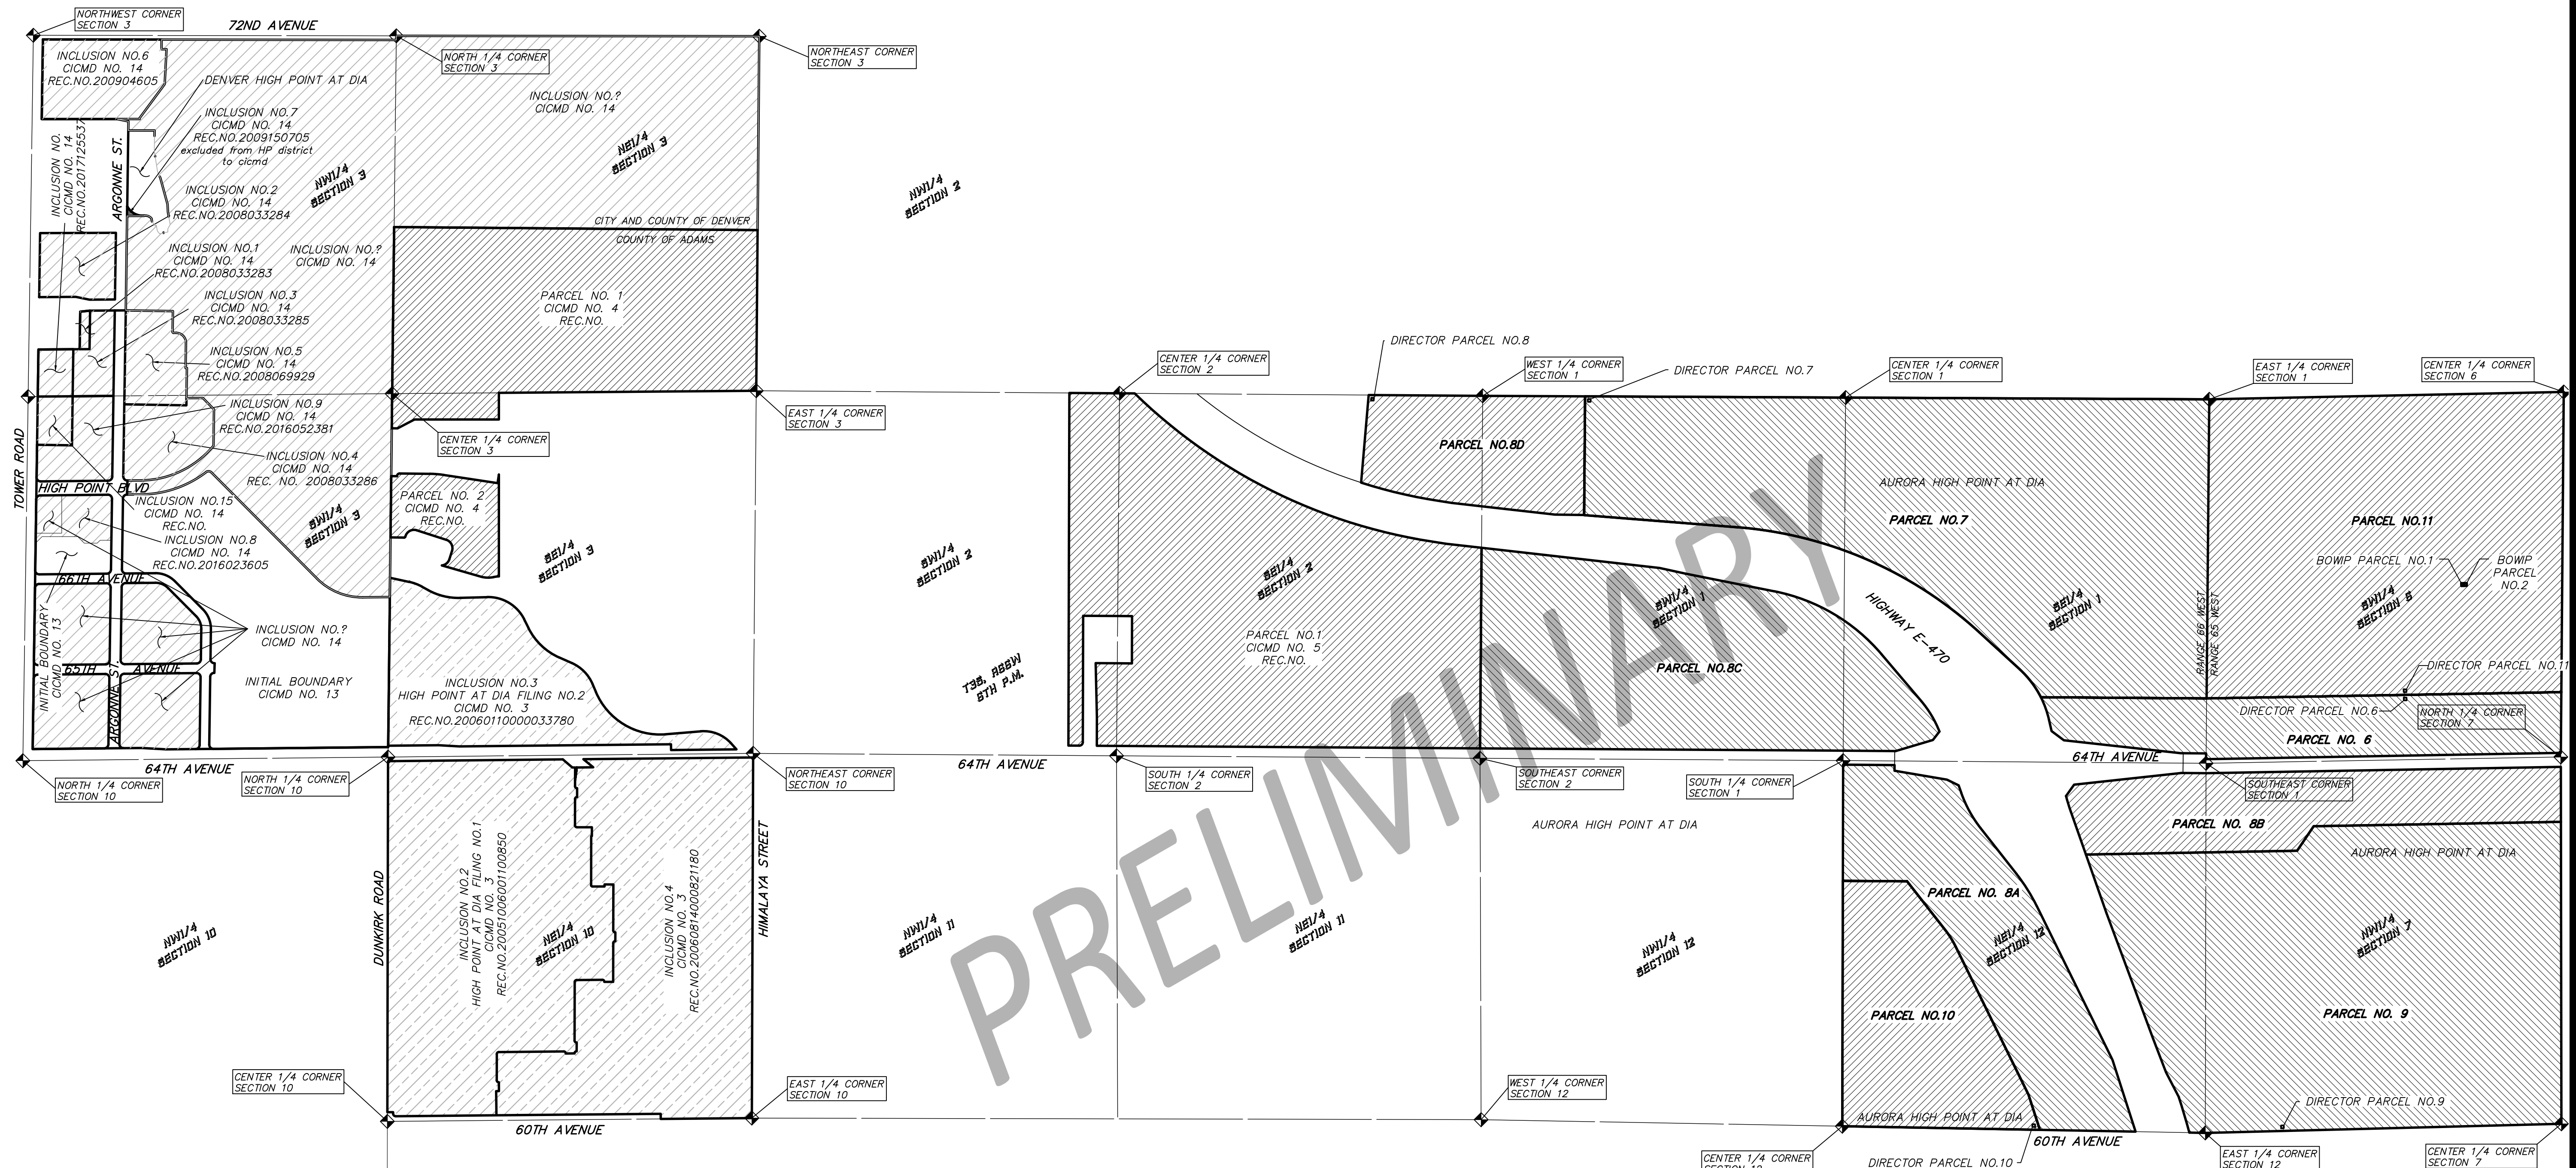 NORTHWEST CORNER
SECTION 3
72ND AVENUE
NORTH 1/4 CORNER
SECTION 3
NORTHEAST CORNER
SECTION 3
INCLUSION NO.6
CICMD NO. 14
REC.NO.200904605
DENVER HIGH POINT AT DIA
INCLUSION NO.7
CICMD NO. 14
REC.NO.2009150705
excluded from HP district
to cicmd
INCLUSION NO.
CICMD NO. 14
REC.NO.2017125537
ARGONNE ST.
INCLUSION NO.2
CICMD NO. 14
REC.NO.2008033284
INCLUSION NO.1
CICMD NO. 14
REC.NO.2008033283
INCLUSION NO.?
CICMD NO. 14
INCLUSION NO.3
CICMD NO. 14
REC.NO.2008033285
INCLUSION NO.5
CICMD NO. 14
REC.NO.2008069929
INCLUSION NO.9
CICMD NO. 14
REC.NO.2016052381
INCLUSION NO.4
CICMD NO. 14
REC. NO. 2008033286
NW1/4
SECTION 3
INCLUSION NO.?
CICMD NO. 14
NE1/4
SECTION 3
CITY AND COUNTY OF DENVER
COUNTY OF ADAMS
PARCEL NO. 1
CICMD NO. 4
REC.NO.
NW1/4
SECTION 2
EAST 1/4 CORNER
SECTION 3
CENTER 1/4 CORNER
SECTION 3
TOWER ROAD
HIGH POINT BLVD
INCLUSION NO.15
CICMD NO. 14
REC.NO.
INCLUSION NO.8
CICMD NO. 14
REC.NO.2016023605
SW1/4
SECTION 3
PARCEL NO. 2
CICMD NO. 4
REC.NO.
SE1/4
SECTION 3
66TH AVENUE
INITIAL BOUNDARY
CICMD NO. 13
INCLUSION NO.?
CICMD NO. 14
65TH AVENUE
ARGONNE ST.
INITIAL BOUNDARY
CICMD NO. 13
INCLUSION NO.3
HIGH POINT AT DIA FILING NO.2
CICMD NO. 3
REC.NO.20060110000033780
SW1/4
SECTION 2
T3S, R66W
6TH P.M.
CENTER 1/4 CORNER
SECTION 2
DIRECTOR PARCEL NO.8
WEST 1/4 CORNER
SECTION 1
DIRECTOR PARCEL NO.7
CENTER 1/4 CORNER
SECTION 1
EAST 1/4 CORNER
SECTION 1
CENTER 1/4 CORNER
SECTION 6
PARCEL NO.8D
AURORA HIGH POINT AT DIA
PARCEL NO.7
PARCEL NO.11
BOWIP PARCEL NO.1
BOWIP
PARCEL
NO.2
SE1/4
SECTION 2
SW1/4
SECTION 1
SE1/4
SECTION 1
RANGE 66 WEST
RANGE 65 WEST
SW1/4
SECTION 6
HIGHWAY E-470
PARCEL NO.1
CICMD NO. 5
REC.NO.
PARCEL NO.8C
DIRECTOR PARCEL NO.11
DIRECTOR PARCEL NO.6
NORTH 1/4 CORNER
SECTION 7
PARCEL NO. 6
64TH AVENUE
64TH AVENUE
64TH AVENUE
NORTH 1/4 CORNER
SECTION 10
NORTH 1/4 CORNER
SECTION 10
NORTHEAST CORNER
SECTION 10
SOUTH 1/4 CORNER
SECTION 2
SOUTHEAST CORNER
SECTION 2
SOUTH 1/4 CORNER
SECTION 1
SOUTHEAST CORNER
SECTION 1
AURORA HIGH POINT AT DIA
PARCEL NO. 8B
AURORA HIGH POINT AT DIA
PRELIMINARY
DUNKIRK ROAD
INCLUSION NO.2
HIGH POINT AT DIA FILING NO.1
CICMD NO. 3
REC.NO.20051006001100850
NE1/4
SECTION 10
INCLUSION NO.4
CICMD NO. 3
REC.NO.20060814000821180
HIMALAYA STREET
NW1/4
SECTION 10
NW1/4
SECTION 11
NE1/4
SECTION 11
NW1/4
SECTION 12
PARCEL NO. 8A
NE1/4
SECTION 12
NW1/4
SECTION 7
PARCEL NO.10
PARCEL NO. 9
CENTER 1/4 CORNER
SECTION 10
EAST 1/4 CORNER
SECTION 10
WEST 1/4 CORNER
SECTION 12
60TH AVENUE
AURORA HIGH POINT AT DIA
60TH AVENUE
DIRECTOR PARCEL NO.9
CENTER 1/4 CORNER
SECTION 12
DIRECTOR PARCEL NO.10
EAST 1/4 CORNER
SECTION 12
CENTER 1/4 CORNER
SECTION 7